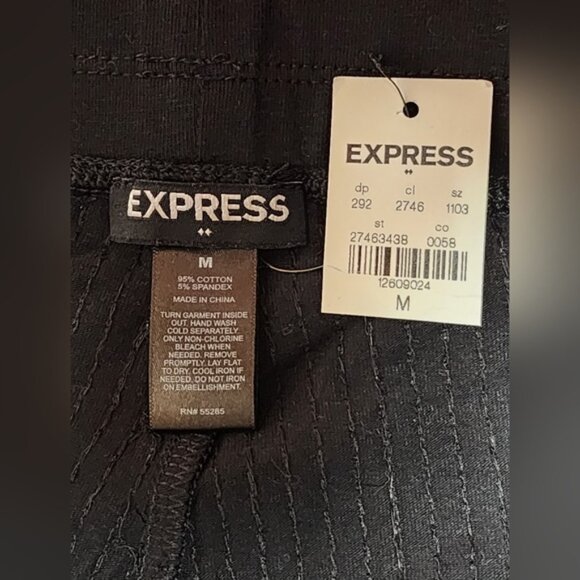 EXPRESS
M
95% COTTON
5% SPANDEX
MADE IN CHINA
TURN GARMENT INSIDE
OUT. HAND WASH
COLD SEPARATELY.
ONLY NON-CHLORINE
BLEACH WHEN
NEEDED. REMOVE
PROMPTLY. LAY FLAT
TO DRY. COOL IRON IF
NEEDED. DO NOT IRON
ON EMBELLISHMENT.
RN# 55285
EXPRESS
dp cl sz
292 2746 1103
st co
27463438 0058
12609024
M